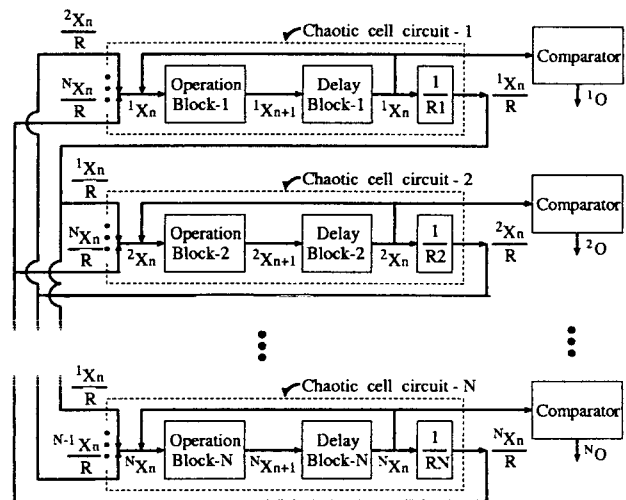 Chaotic cell circuit - 1
²Xn
R
ᴺXn
R
¹Xn
Operation
Block-1
¹Xn+1
Delay
Block-1
¹Xn
1
R1
¹Xn
R
Comparator
¹O
Chaotic cell circuit - 2
¹Xn
R
ᴺXn
R
²Xn
Operation
Block-2
²Xn+1
Delay
Block-2
²Xn
1
R2
²Xn
R
Comparator
²O
Chaotic cell circuit - N
¹Xn
R
ᴺ⁻¹Xn
R
ᴺXn
Operation
Block-N
ᴺXn+1
Delay
Block-N
ᴺXn
1
RN
ᴺXn
R
Comparator
ᴺO